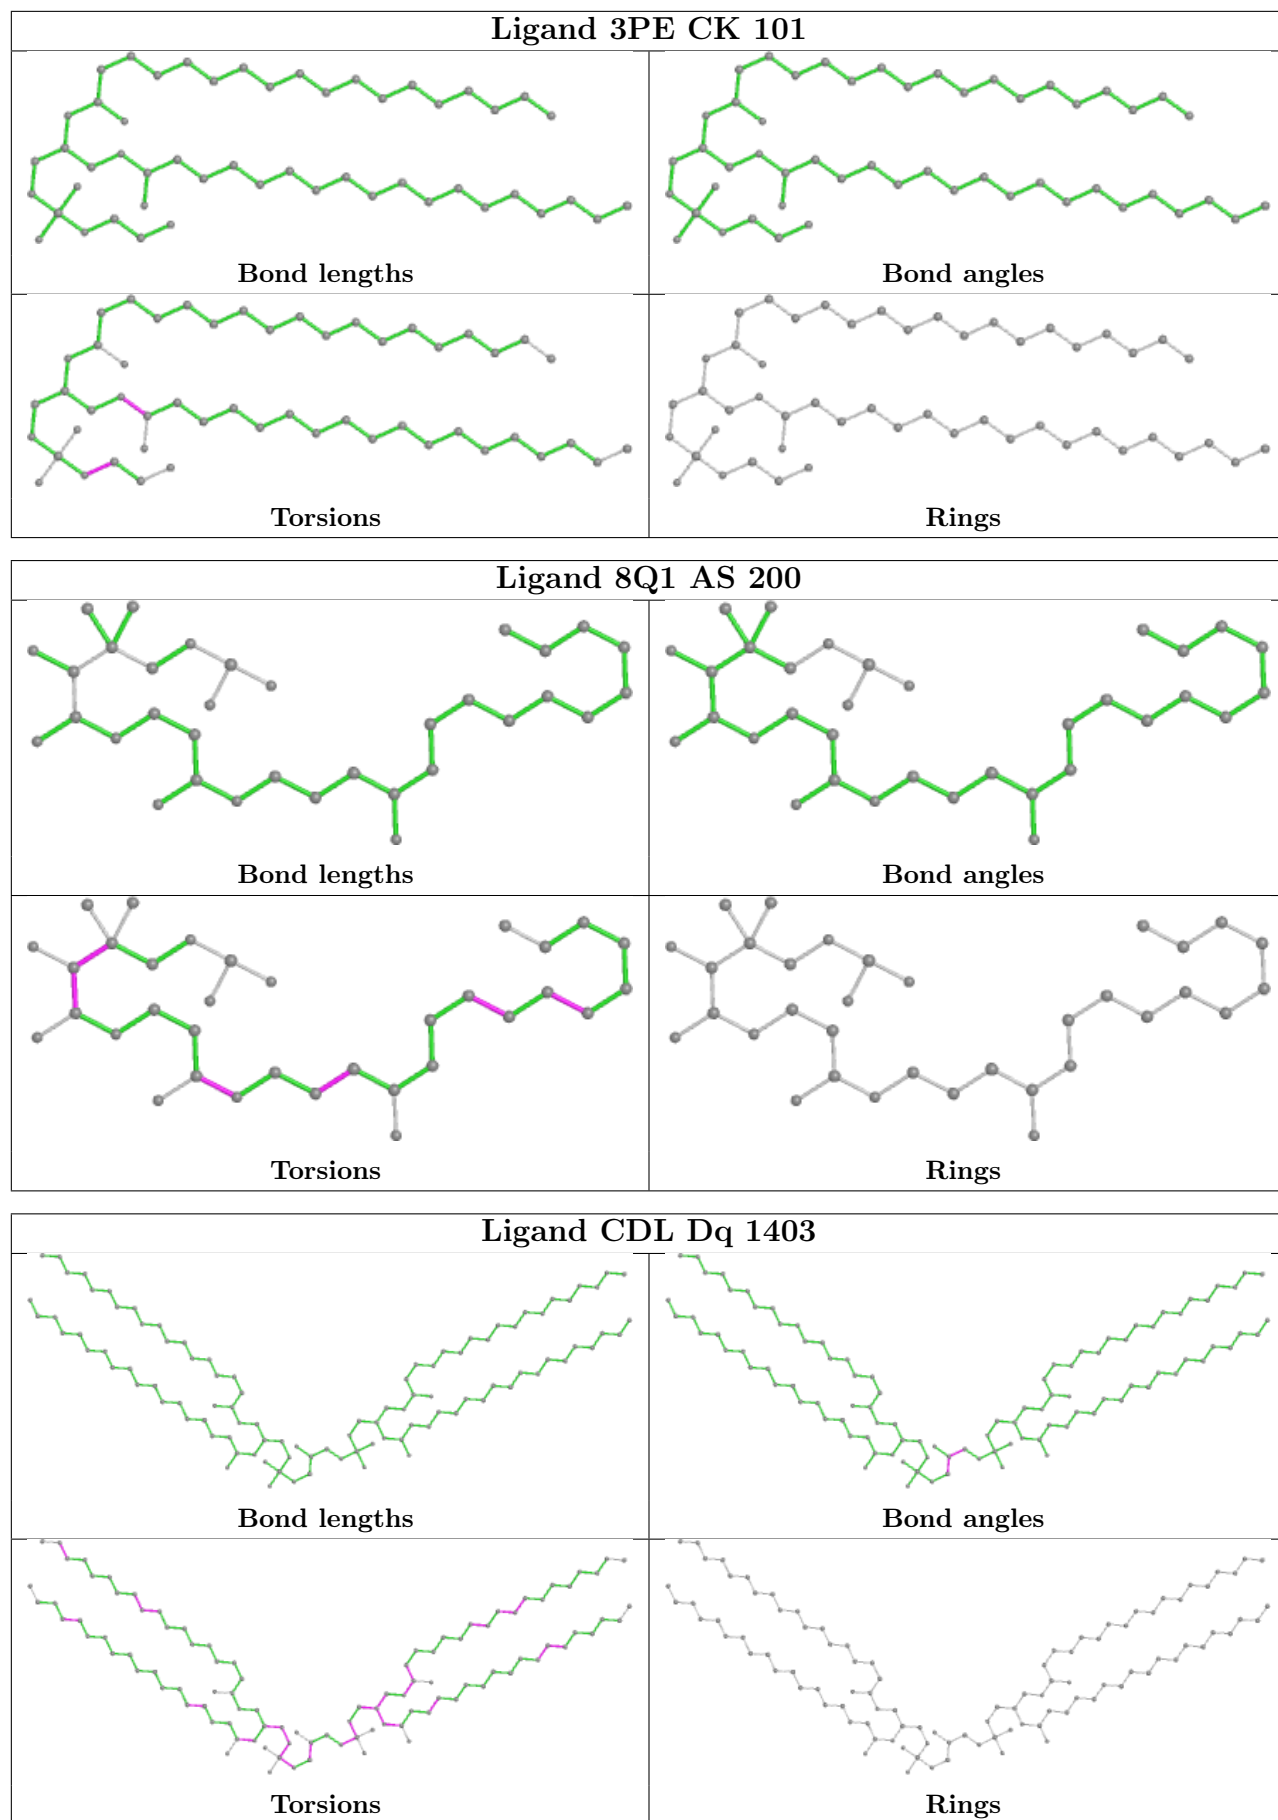 Ligand 3PE CK 101
Bond lengths
Bond angles
Torsions
Rings
Ligand 8Q1 AS 200
Bond lengths
Bond angles
Torsions
Rings
Ligand CDL Dq 1403
Bond lengths
Bond angles
Torsions
Rings